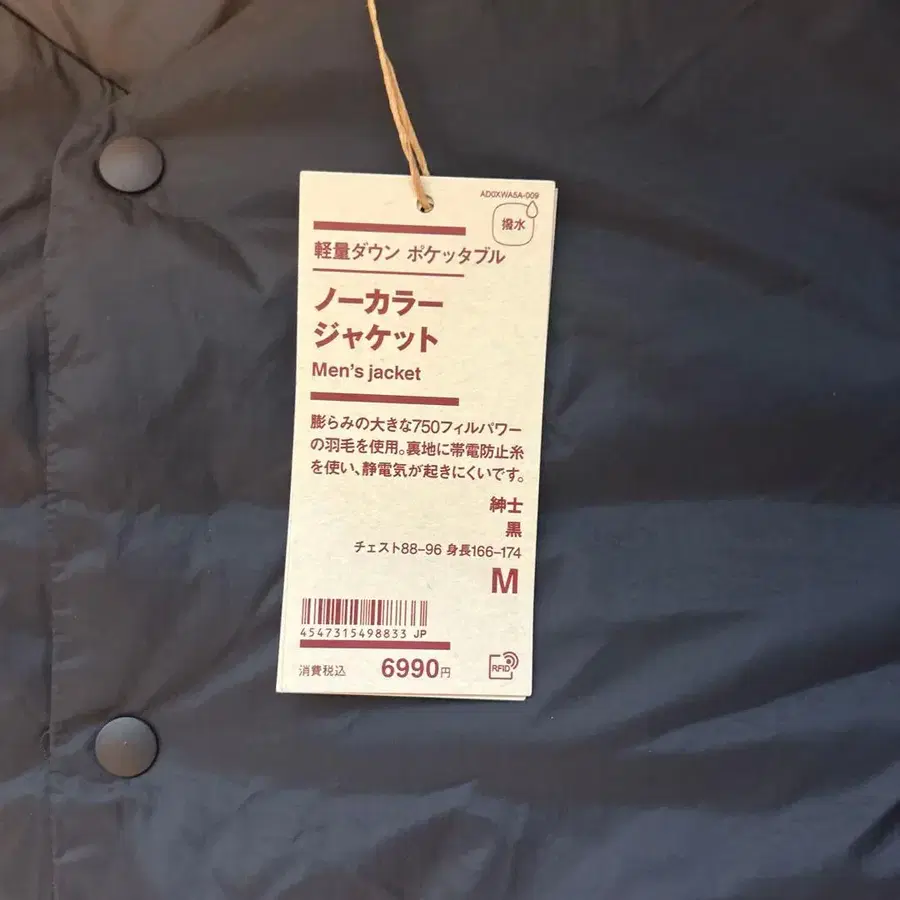 AD0XWA5A-009
撥水
軽量ダウン ポケッタブル
ノーカラー
ジャケット
Men's jacket
膨らみの大きな750フィルパワー
の羽毛を使用。裏地に帯電防止糸
を使い、静電気が起きにくいです。
紳士
黒
チェスト88-96 身長166-174
M
4547315498833 JP
消費税込 6990円
RFID